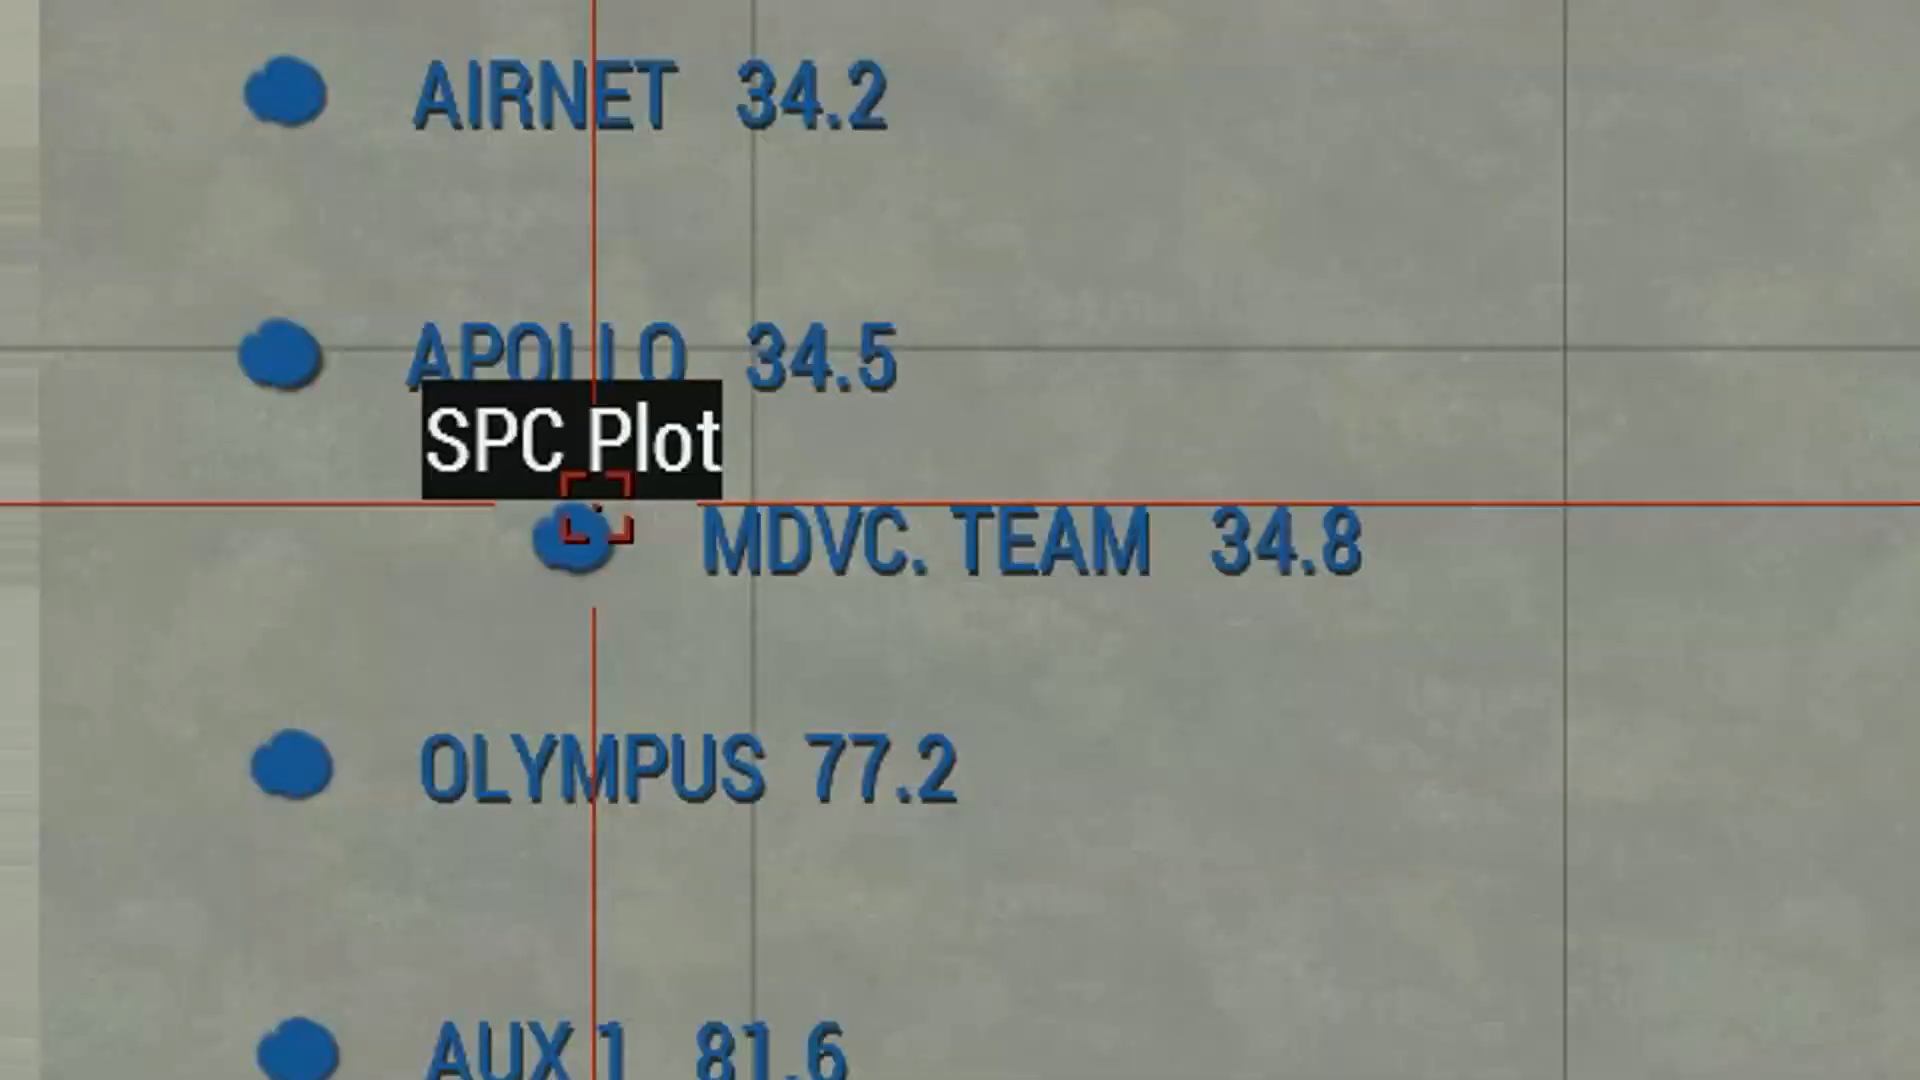 AIRNET 34.2
APOLLO 34.5
SPC Plot
MDVC. TEAM 34.8
OLYMPUS 77.2
AUX 1 81.6